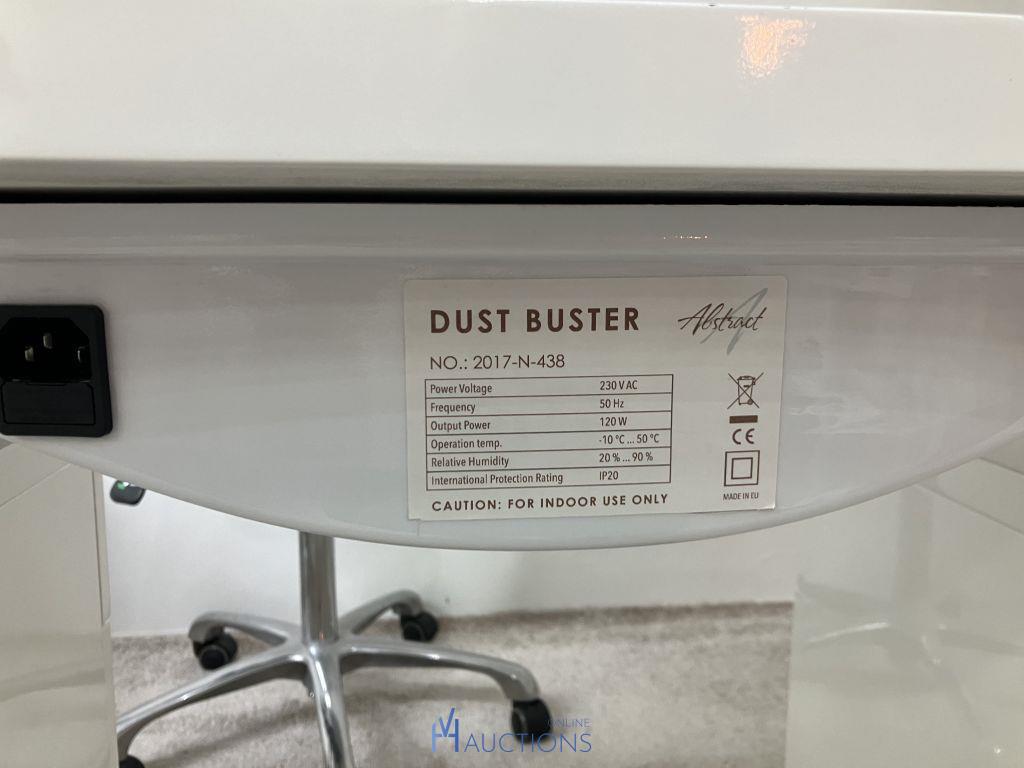 DUST BUSTER
Abstract
NO.: 2017-N-438
Power Voltage 230 V AC
Frequency 50 Hz
Output Power 120 W
Operation temp. -10 °C ... 50 °C
Relative Humidity 20 % ... 90 %
International Protection Rating IP20
CE
MADE IN EU
CAUTION: FOR INDOOR USE ONLY
ONLINE
AUCTIONS